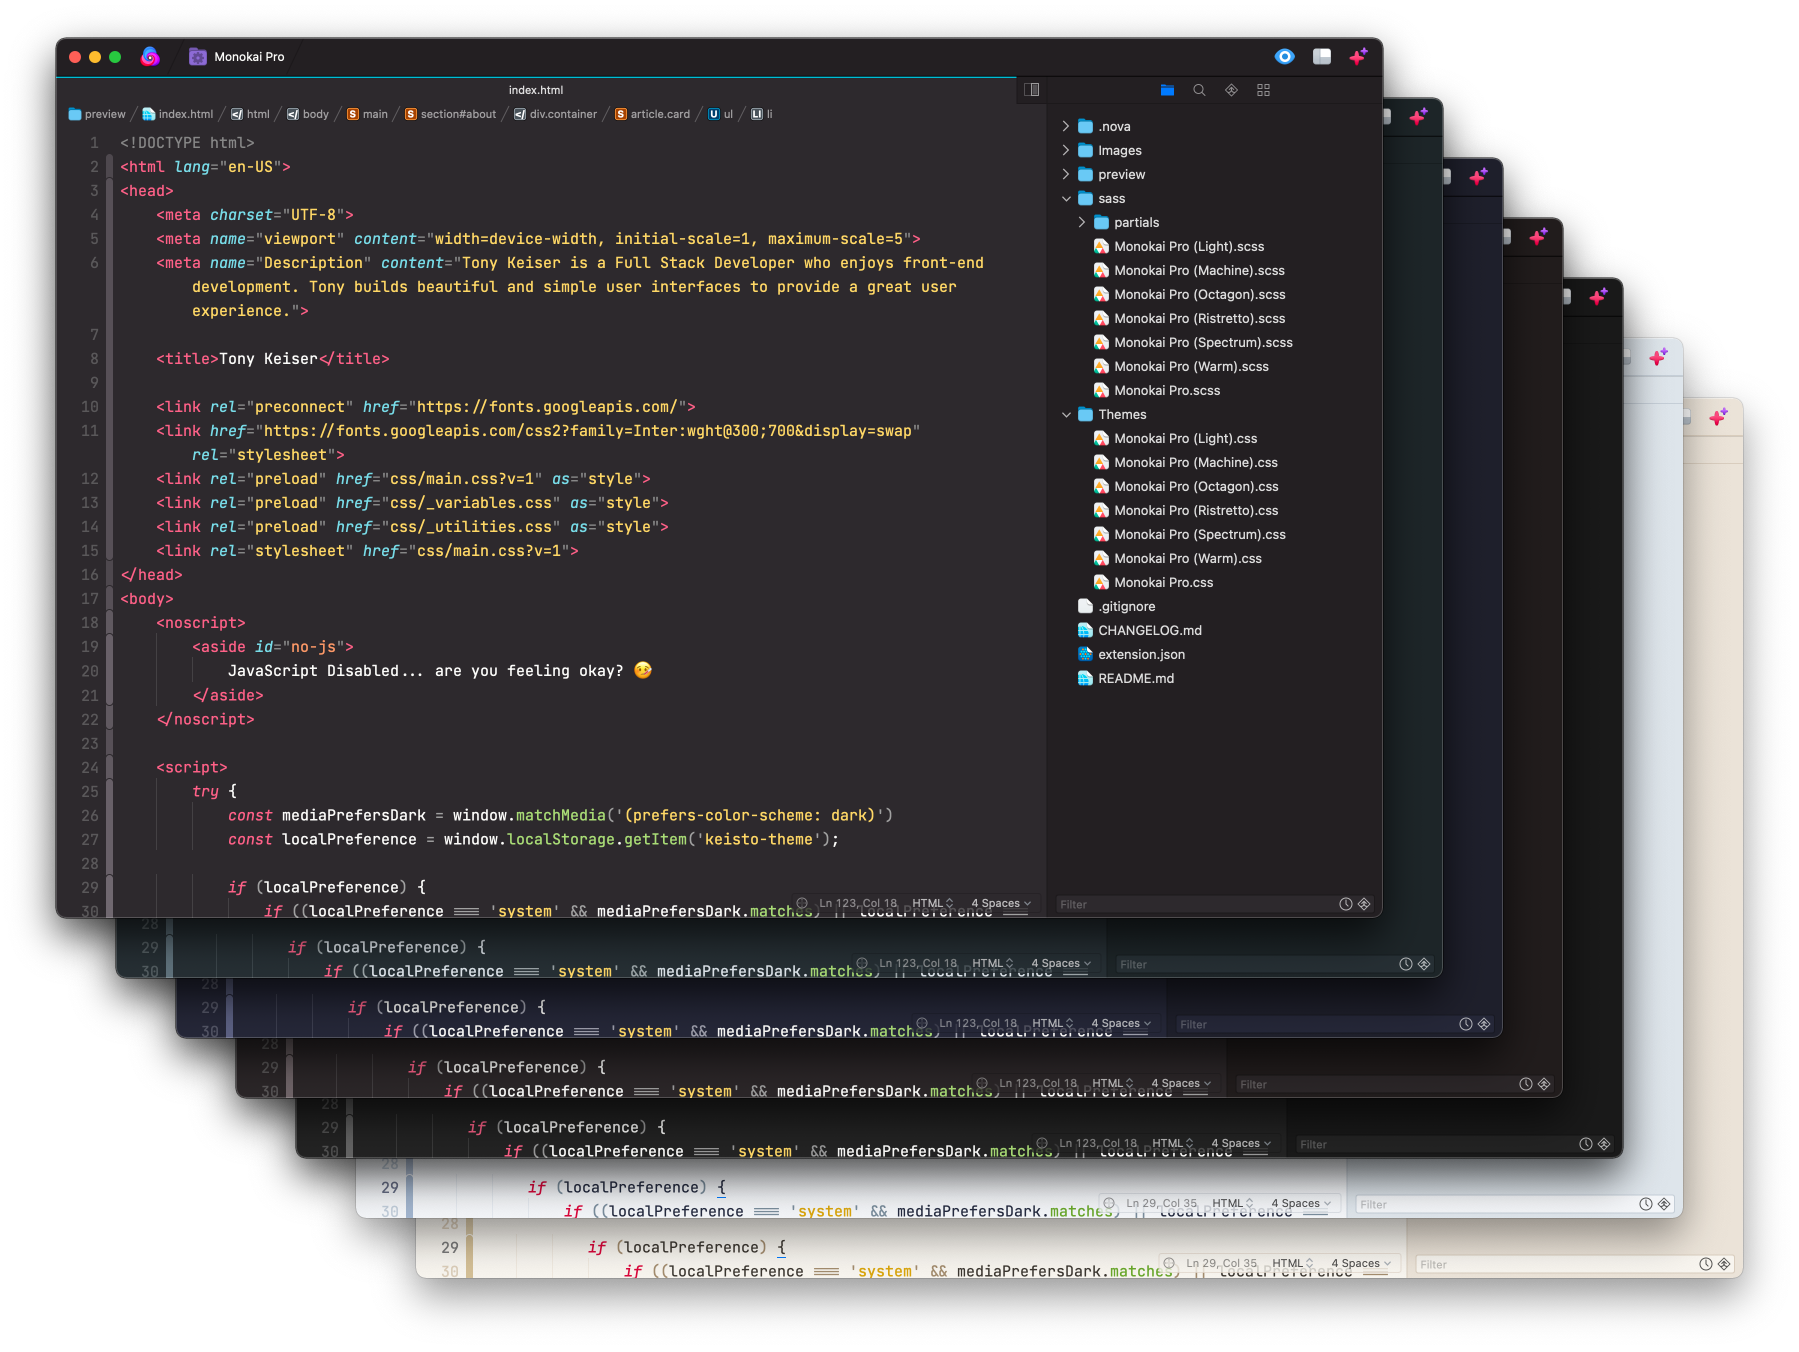 Monokai Pro
index.html
preview index.html html body main section#about div.container article.card ul li
1 <!DOCTYPE html>
2 <html lang="en-US">
3 <head>
4 <meta charset="UTF-8">
5 <meta name="viewport" content="width=device-width, initial-scale=1, maximum-scale=5">
6 <meta name="Description" content="Tony Keiser is a Full Stack Developer who enjoys front-end
development. Tony builds beautiful and simple user interfaces to provide a great user
experience.">
7
8 <title>Tony Keiser</title>
9
10 <link rel="preconnect" href="https://fonts.googleapis.com/">
11 <link href="https://fonts.googleapis.com/css2?family=Inter:wght@300;700&display=swap"
rel="stylesheet">
12 <link rel="preload" href="css/main.css?v=1" as="style">
13 <link rel="preload" href="css/_variables.css" as="style">
14 <link rel="preload" href="css/_utilities.css" as="style">
15 <link rel="stylesheet" href="css/main.css?v=1">
16 </head>
17 <body>
18 <noscript>
19 <aside id="no-js">
20 JavaScript Disabled... are you feeling okay? 🤒
21 </aside>
22 </noscript>
23
24 <script>
25 try {
26 const mediaPrefersDark = window.matchMedia('(prefers-color-scheme: dark)')
27 const localPreference = window.localStorage.getItem('keisto-theme');
28
29 if (localPreference) {
30 if ((localPreference === 'system' && mediaPrefersDark.matches) || localPreference ===
Ln 123, Col 18 HTML 4 Spaces
.nova
Images
preview
sass
partials
Monokai Pro (Light).scss
Monokai Pro (Machine).scss
Monokai Pro (Octagon).scss
Monokai Pro (Ristretto).scss
Monokai Pro (Spectrum).scss
Monokai Pro (Warm).scss
Monokai Pro.scss
Themes
Monokai Pro (Light).css
Monokai Pro (Machine).css
Monokai Pro (Octagon).css
Monokai Pro (Ristretto).css
Monokai Pro (Spectrum).css
Monokai Pro (Warm).css
Monokai Pro.css
.gitignore
CHANGELOG.md
extension.json
README.md
Filter
28
29 if (localPreference) {
30 if ((localPreference === 'system' && mediaPrefersDark.matches) || localPreference ===
Ln 123, Col 18 HTML 4 Spaces
Filter
28
29 if (localPreference) {
30 if ((localPreference === 'system' && mediaPrefersDark.matches) || localPreference ===
Ln 123, Col 18 HTML 4 Spaces
Filter
28
29 if (localPreference) {
30 if ((localPreference === 'system' && mediaPrefersDark.matches) || localPreference ===
Ln 123, Col 18 HTML 4 Spaces
Filter
28
29 if (localPreference) {
30 if ((localPreference === 'system' && mediaPrefersDark.matches) || localPreference ===
Ln 123, Col 18 HTML 4 Spaces
Filter
28
29 if (localPreference) {
30 if ((localPreference === 'system' && mediaPrefersDark.matches) || localPreference ===
Ln 29, Col 35 HTML 4 Spaces
Filter
28
29 if (localPreference) {
30 if ((localPreference === 'system' && mediaPrefersDark.matches) || localPreference ===
Ln 29, Col 35 HTML 4 Spaces
Filter